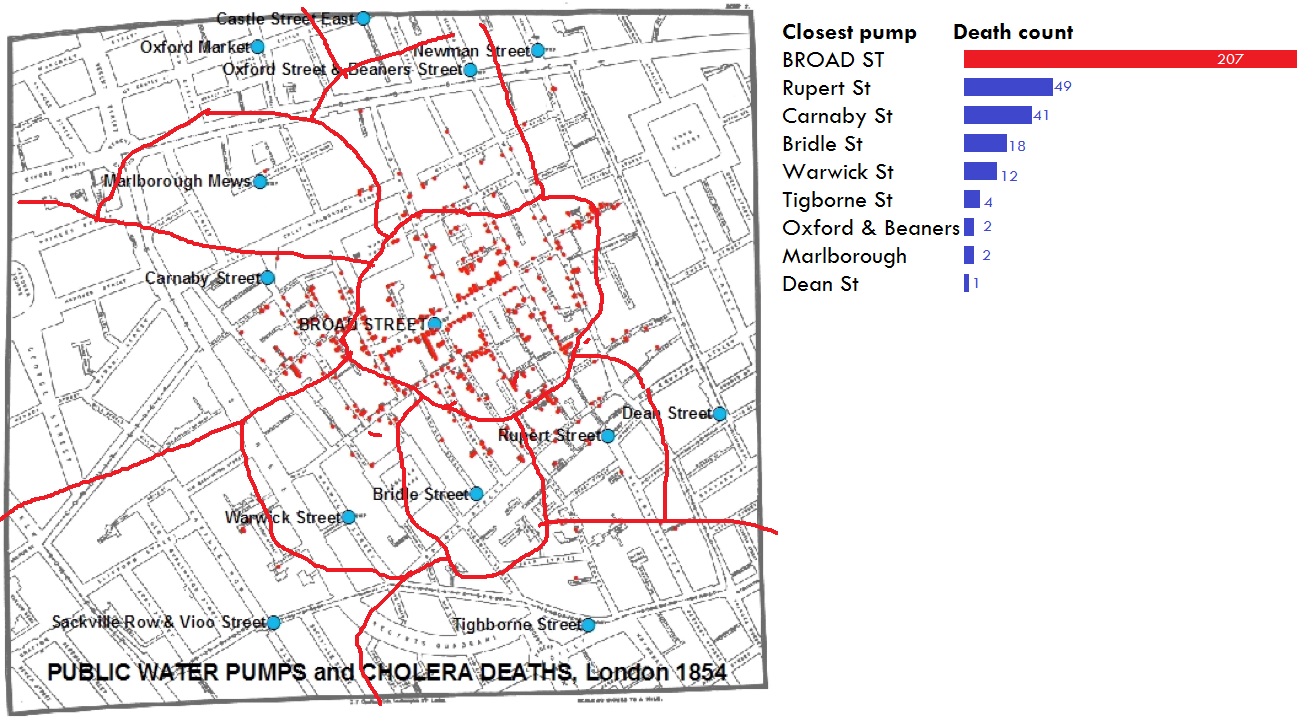 Castle Street East
Oxford Market
Newman Street
Oxford Street & Beaners Street
Marlborough Mews
Carnaby Street
BROAD STREET
Dean Street
Rupert Street
Bridle Street
Warwick Street
Sackville Row & Vioo Street
Tighborne Street
PUBLIC WATER PUMPS and CHOLERA DEATHS, London 1854
Closest pump Death count
BROAD ST 207
Rupert St 49
Carnaby St 41
Bridle St 18
Warwick St 12
Tigborne St 4
Oxford & Beaners 2
Marlborough 2
Dean St 1